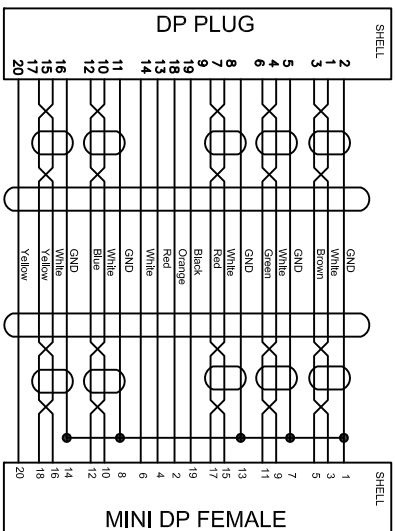 DP PLUG
SHELL
2
1
3
5
4
6
8
7
9
19
18
13
14
11
10
12
16
15
17
20
GND
White
Brown
GND
White
Green
GND
White
Red
Black
Orange
Red
White
GND
White
Blue
GND
White
Yellow
Yellow
SHELL
1
3
5
7
9
11
13
15
17
19
2
4
6
8
10
12
14
16
18
20
MINI DP FEMALE